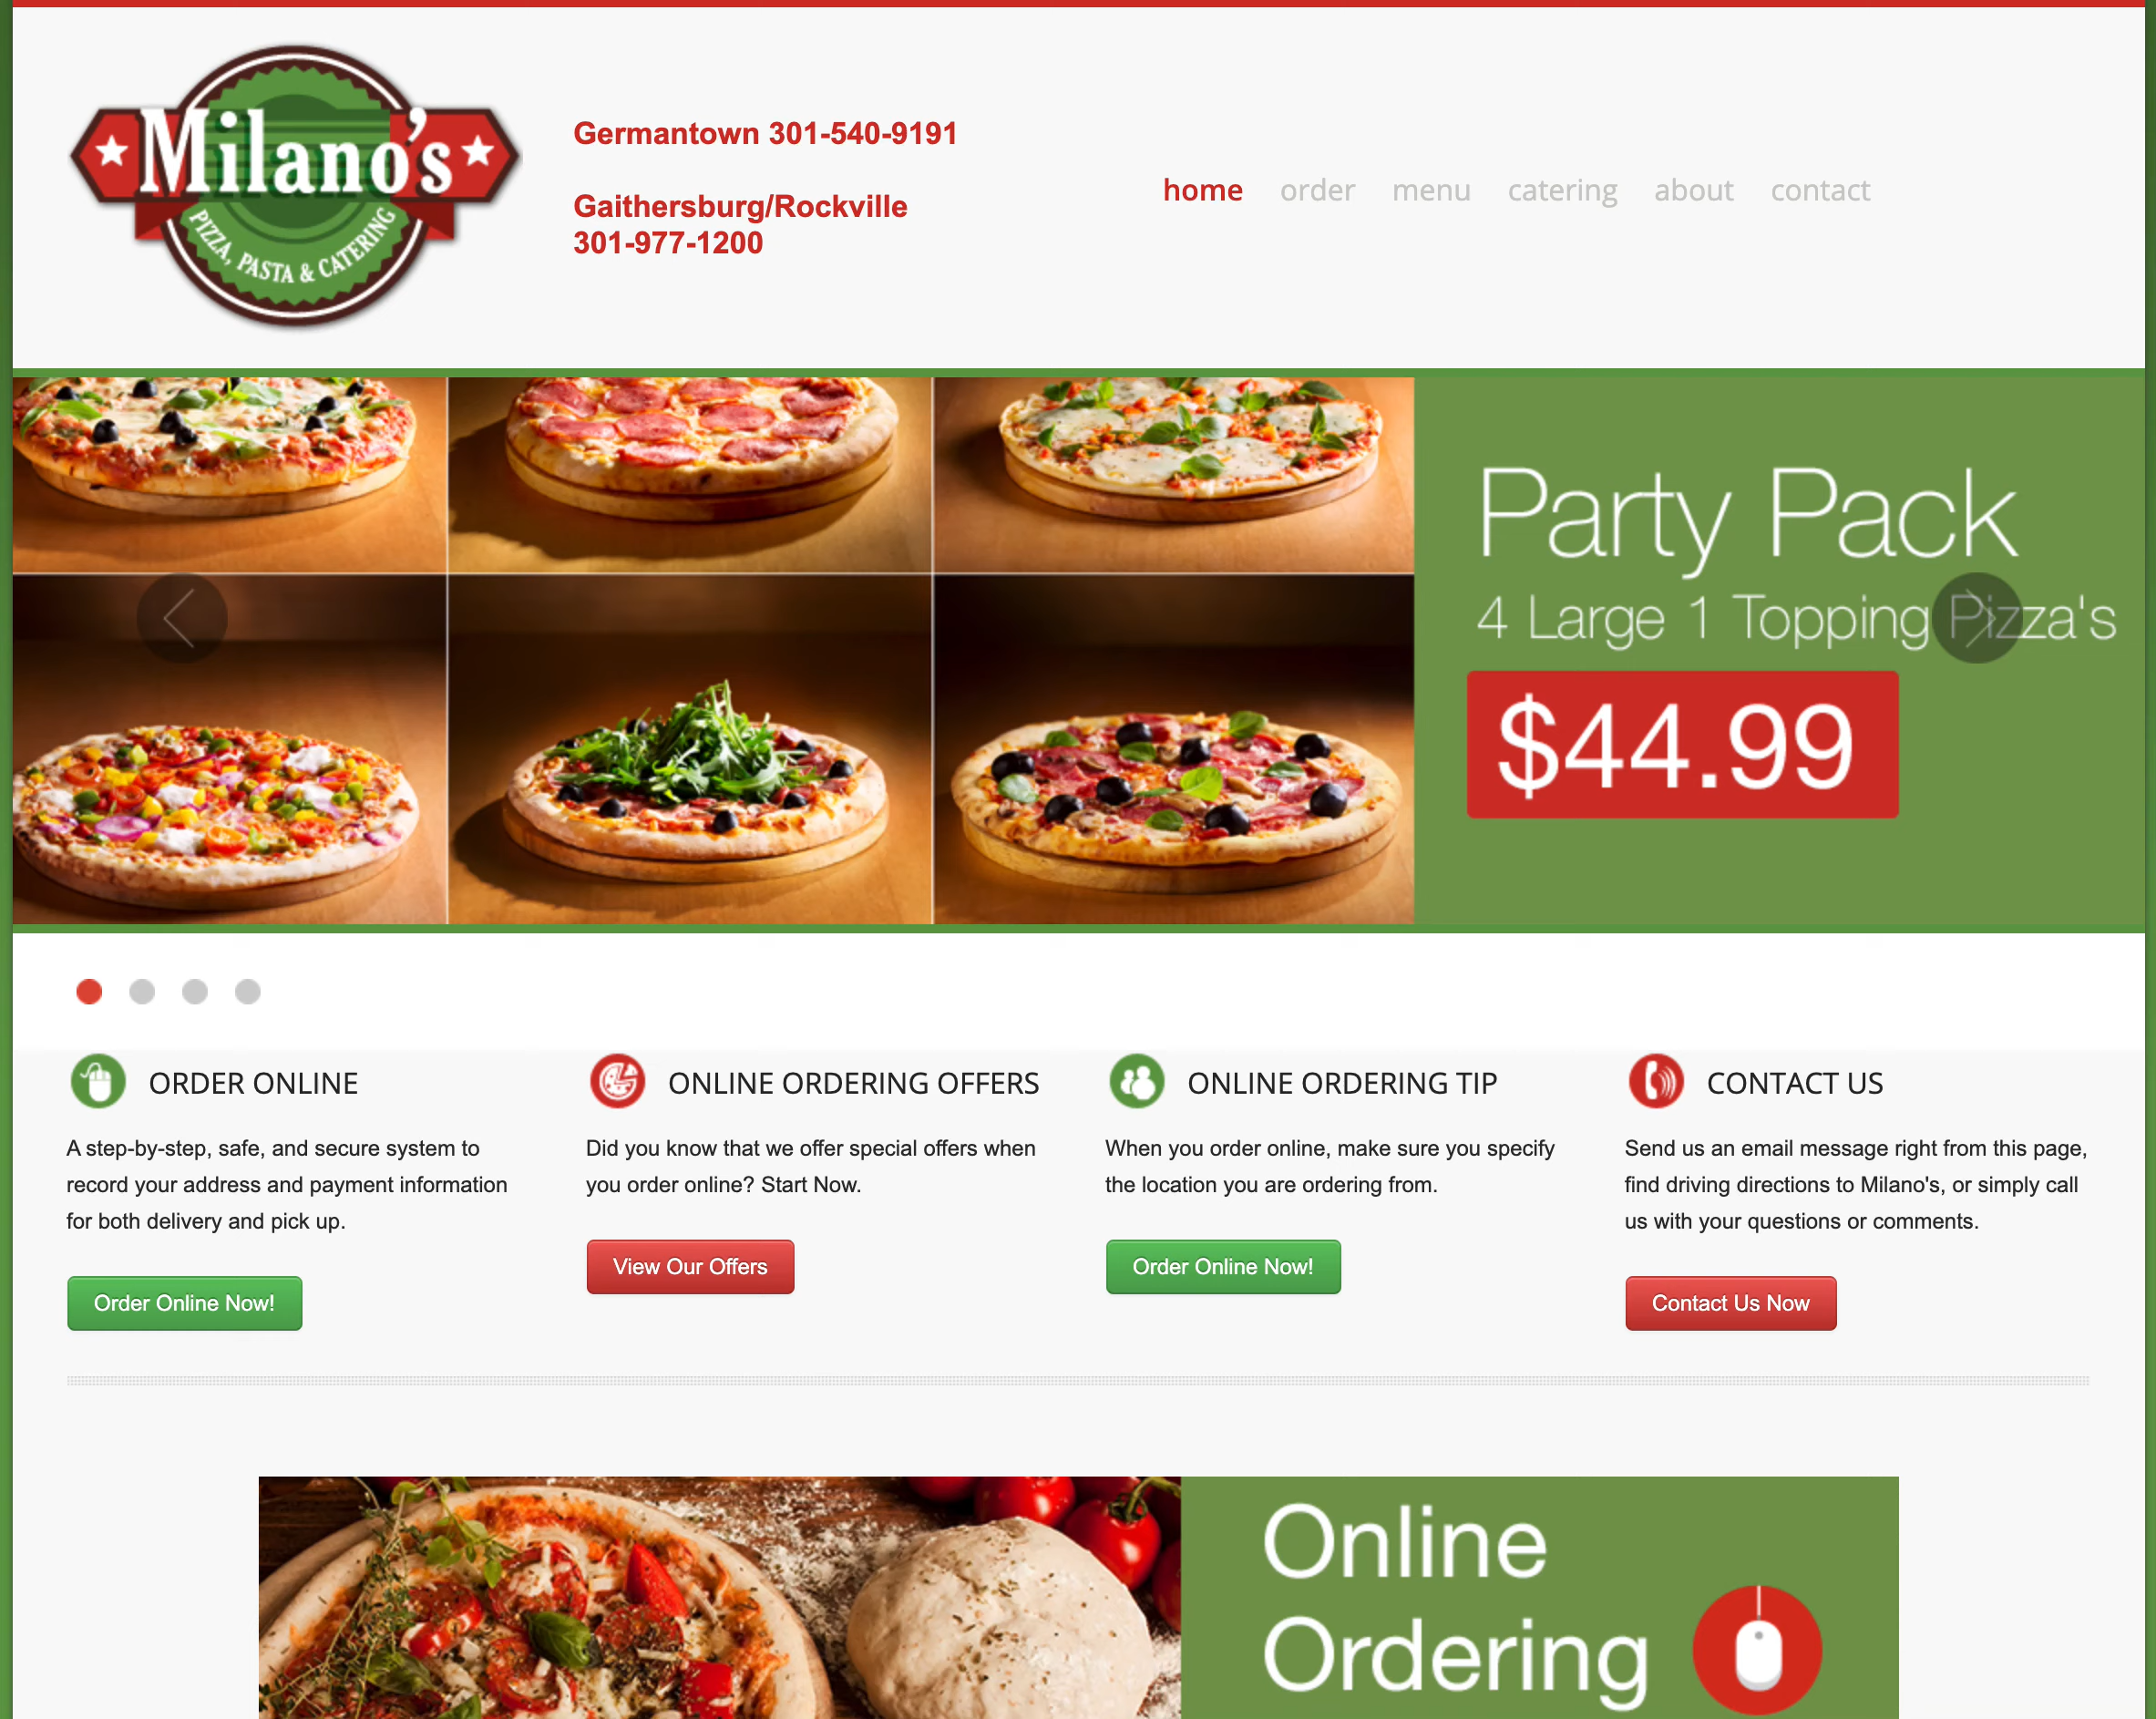 Milano's
PIZZA, PASTA & CATERING
Germantown 301-540-9191
Gaithersburg/Rockville
301-977-1200
home order menu catering about contact
Party Pack
4 Large 1 Topping Pizza's
$44.99
ORDER ONLINE
A step-by-step, safe, and secure system to
record your address and payment information
for both delivery and pick up.
Order Online Now!
ONLINE ORDERING OFFERS
Did you know that we offer special offers when
you order online? Start Now.
View Our Offers
ONLINE ORDERING TIP
When you order online, make sure you specify
the location you are ordering from.
Order Online Now!
CONTACT US
Send us an email message right from this page,
find driving directions to Milano's, or simply call
us with your questions or comments.
Contact Us Now
Online
Ordering